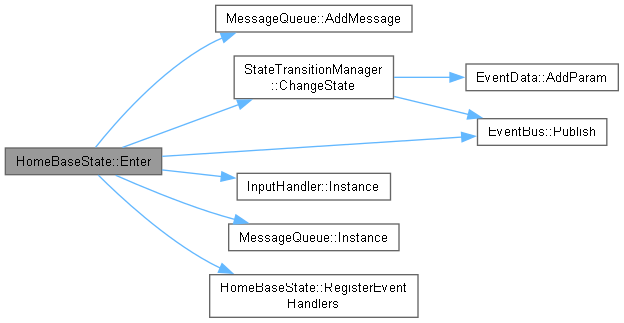 MessageQueue::AddMessage
StateTransitionManager
::ChangeState
EventData::AddParam
EventBus::Publish
HomeBaseState::Enter
InputHandler::Instance
MessageQueue::Instance
HomeBaseState::RegisterEvent
Handlers